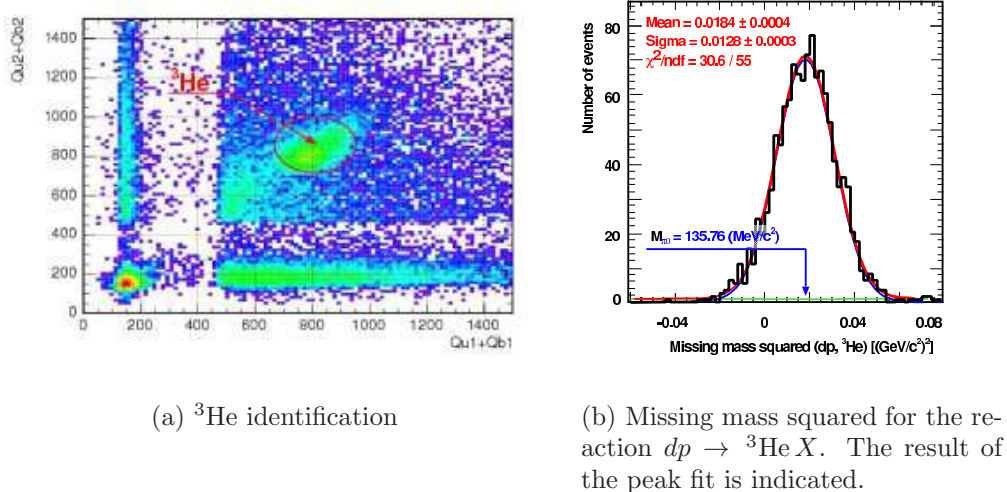 Qu2+Qb2
1400
1200
1000
800
600
400
200
0
³He
0 200 400 600 800 1000 1200 1400
Qu1+Qb1
(a) ³He identification
Number of events
80
60
40
20
0
Mean = 0.0184 ± 0.0004
Sigma = 0.0128 ± 0.0003
χ²/ndf = 30.6 / 55
M_π0 = 135.76 (MeV/c²)
-0.04 0 0.04 0.08
Missing mass squared (dp, ³He) [(GeV/c²)²]
(b) Missing mass squared for the re-
action dp → ³He X. The result of
the peak fit is indicated.